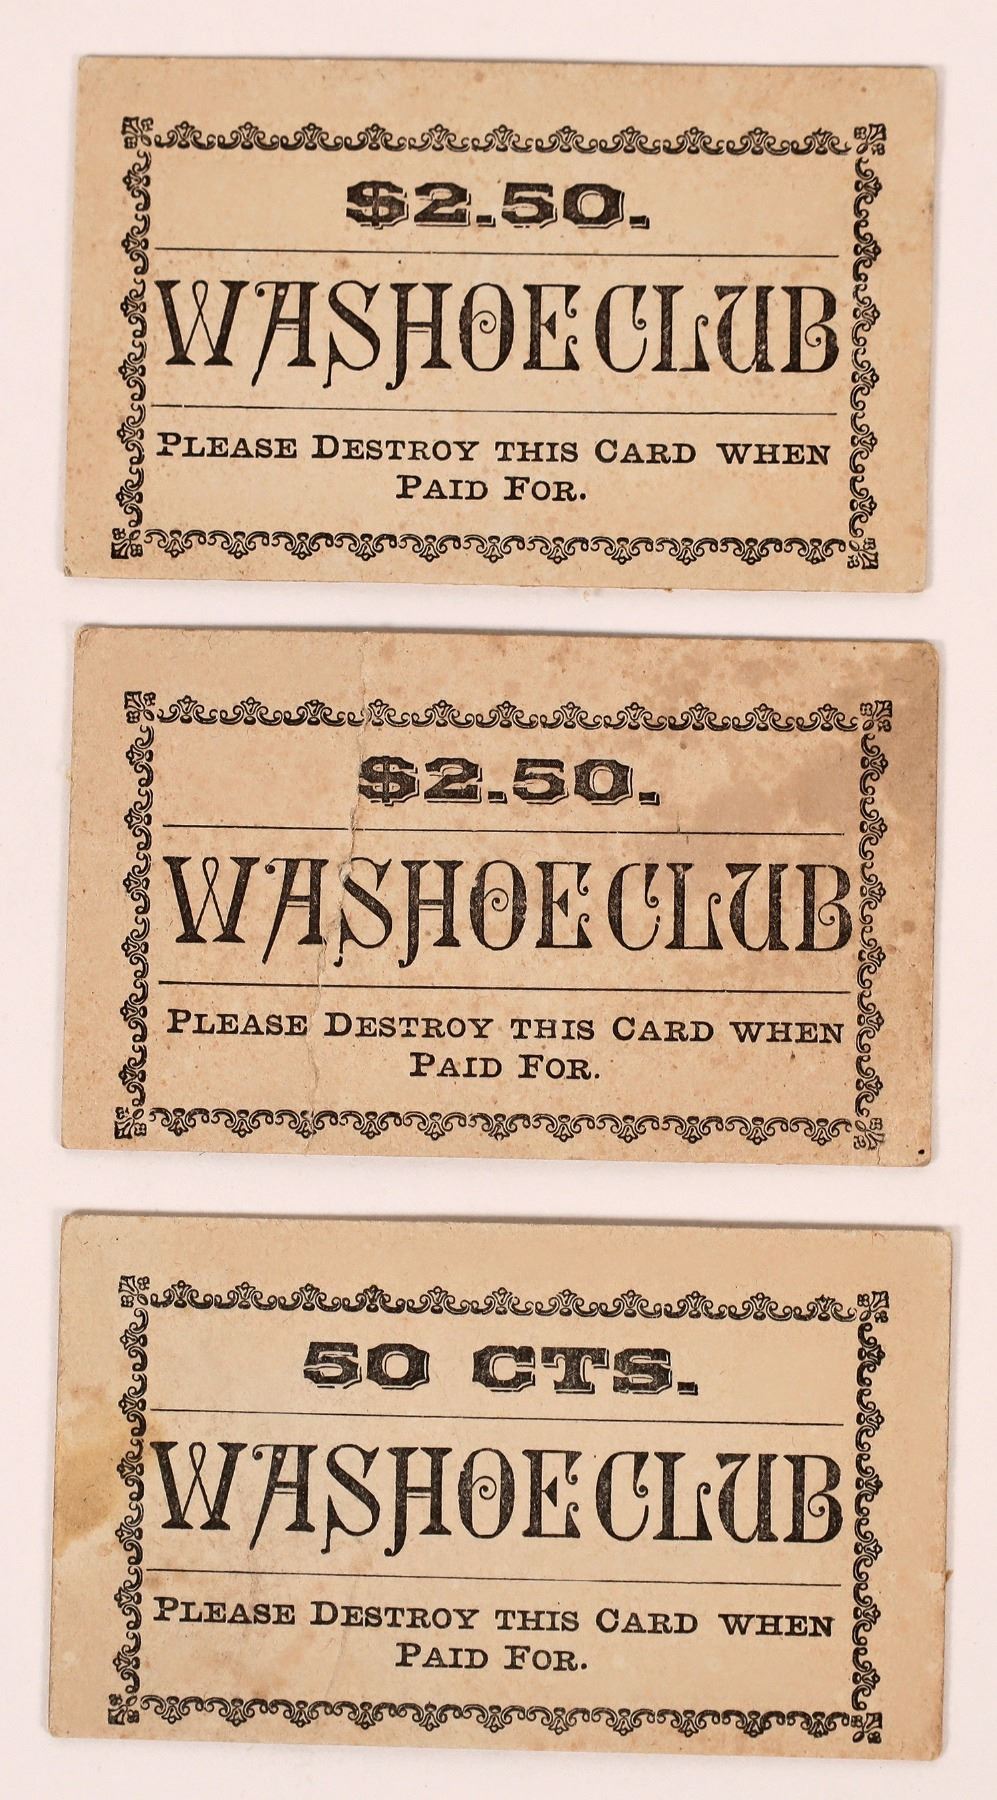 $2.50.
WASHOE CLUB
PLEASE DESTROY THIS CARD WHEN
PAID FOR.
$2.50.
WASHOE CLUB
PLEASE DESTROY THIS CARD WHEN
PAID FOR.
50 CTS.
WASHOE CLUB
PLEASE DESTROY THIS CARD WHEN
PAID FOR.